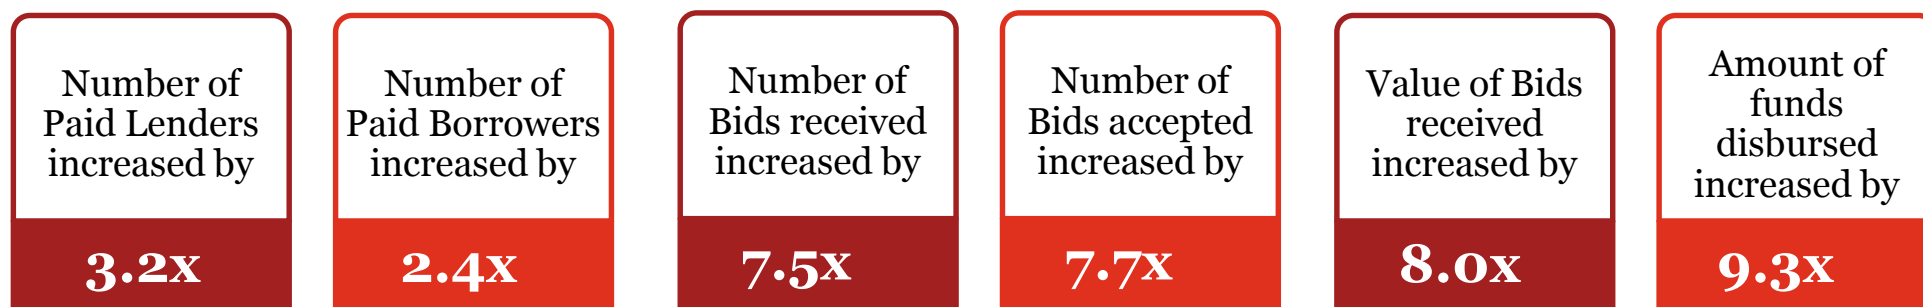 Number of
Paid Lenders
increased by
3.2x
Number of
Paid Borrowers
increased by
2.4x
Number of
Bids received
increased by
7.5x
Number of
Bids accepted
increased by
7.7x
Value of Bids
received
increased by
8.0x
Amount of
funds
disbursed
increased by
9.3x